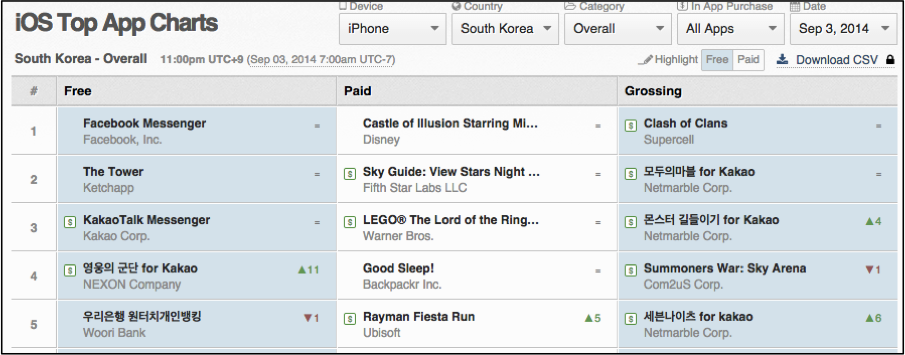 iOS Top App Charts
Device
Country
Category
In App Purchase
Date
iPhone
South Korea
Overall
All Apps
Sep 3, 2014
South Korea - Overall 11:00pm UTC+9 (Sep 03, 2014 7:00am UTC-7)
Highlight Free Paid Download CSV
# Free Paid Grossing
1
Facebook Messenger =
Facebook, Inc.
Castle of Illusion Starring Mi... =
Disney
$ Clash of Clans =
Supercell
2
The Tower =
Ketchapp
$ Sky Guide: View Stars Night ... =
Fifth Star Labs LLC
$ 모두의마블 for Kakao =
Netmarble Corp.
3
$ KakaoTalk Messenger =
Kakao Corp.
$ LEGO® The Lord of the Ring... =
Warner Bros.
$ 몬스터 길들이기 for Kakao ▲4
Netmarble Corp.
4
$ 영웅의 군단 for Kakao ▲11
NEXON Company
Good Sleep! =
Backpackr Inc.
$ Summoners War: Sky Arena ▼1
Com2uS Corp.
5
우리은행 원터치개인뱅킹 ▼1
Woori Bank
$ Rayman Fiesta Run ▲5
Ubisoft
$ 세븐나이츠 for kakao ▲6
Netmarble Corp.